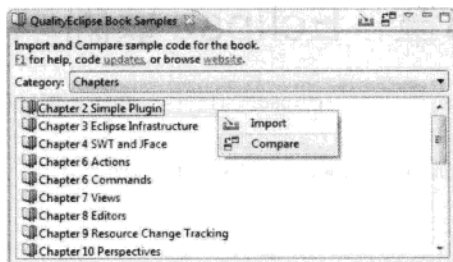 QualityEclipse Book Samples
Import and Compare sample code for the book.
F1 for help, code updates, or browse website.
Category: Chapters
Chapter 2 Simple Plugin
Chapter 3 Eclipse Infrastructure
Import
Chapter 4 SWT and JFace
Compare
Chapter 6 Actions
Chapter 6 Commands
Chapter 7 Views
Chapter 8 Editors
Chapter 9 Resource Change Tracking
Chapter 10 Perspectives